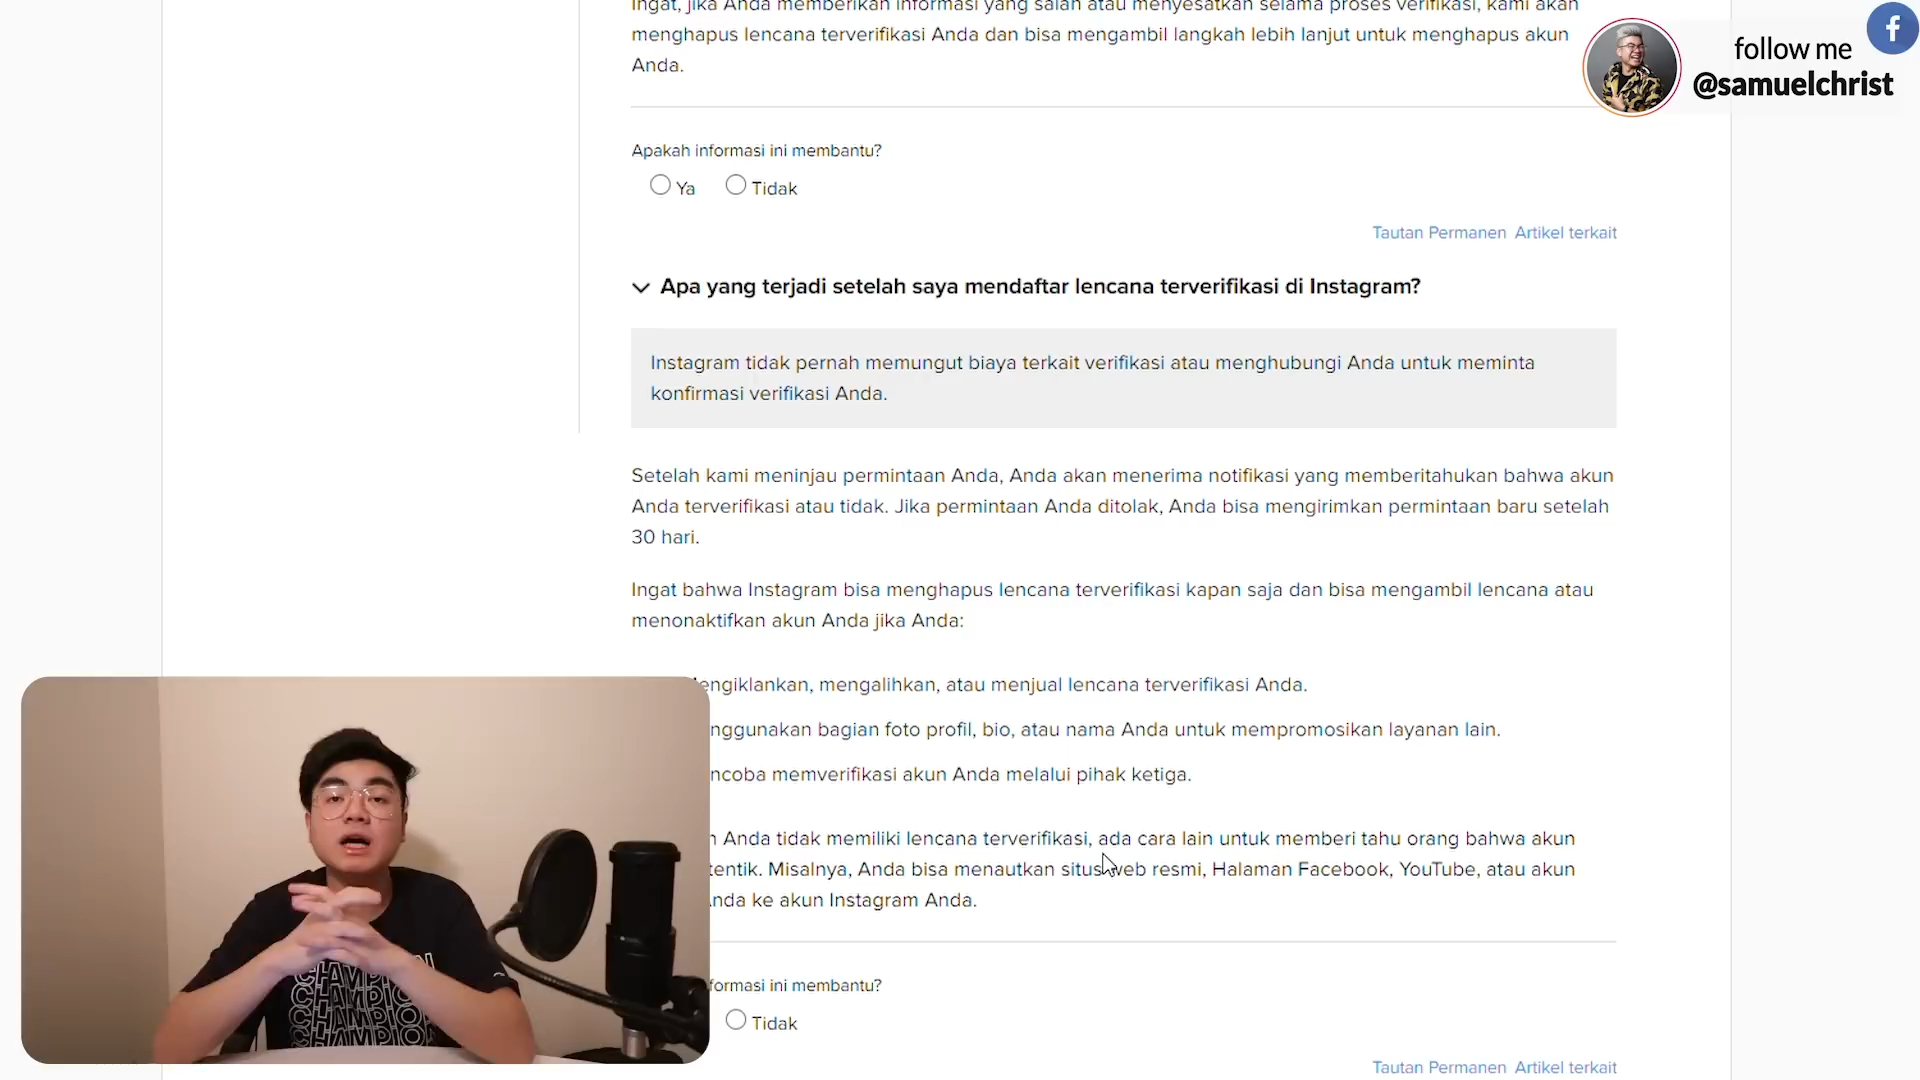 Ingat, jika Anda memberikan informasi yang salah atau menyesatkan selama proses verifikasi, kami akan
menghapus lencana terverifikasi Anda dan bisa mengambil langkah lebih lanjut untuk menghapus akun
Anda.
follow me
@samuelchrist
f
Apakah informasi ini membantu?
Ya Tidak
Tautan Permanen Artikel terkait
Apa yang terjadi setelah saya mendaftar lencana terverifikasi di Instagram?
Instagram tidak pernah memungut biaya terkait verifikasi atau menghubungi Anda untuk meminta
konfirmasi verifikasi Anda.
Setelah kami meninjau permintaan Anda, Anda akan menerima notifikasi yang memberitahukan bahwa akun
Anda terverifikasi atau tidak. Jika permintaan Anda ditolak, Anda bisa mengirimkan permintaan baru setelah
30 hari.
Ingat bahwa Instagram bisa menghapus lencana terverifikasi kapan saja dan bisa mengambil lencana atau
menonaktifkan akun Anda jika Anda:
engiklankan, mengalihkan, atau menjual lencana terverifikasi Anda.
nggunakan bagian foto profil, bio, atau nama Anda untuk mempromosikan layanan lain.
ncoba memverifikasi akun Anda melalui pihak ketiga.
n Anda tidak memiliki lencana terverifikasi, ada cara lain untuk memberi tahu orang bahwa akun
tentik. Misalnya, Anda bisa menautkan situs web resmi, Halaman Facebook, YouTube, atau akun
nda ke akun Instagram Anda.
formasi ini membantu?
Tidak
Tautan Permanen Artikel terkait
CHAMPION
CHAMPION
CHAMPION
CHAMPION